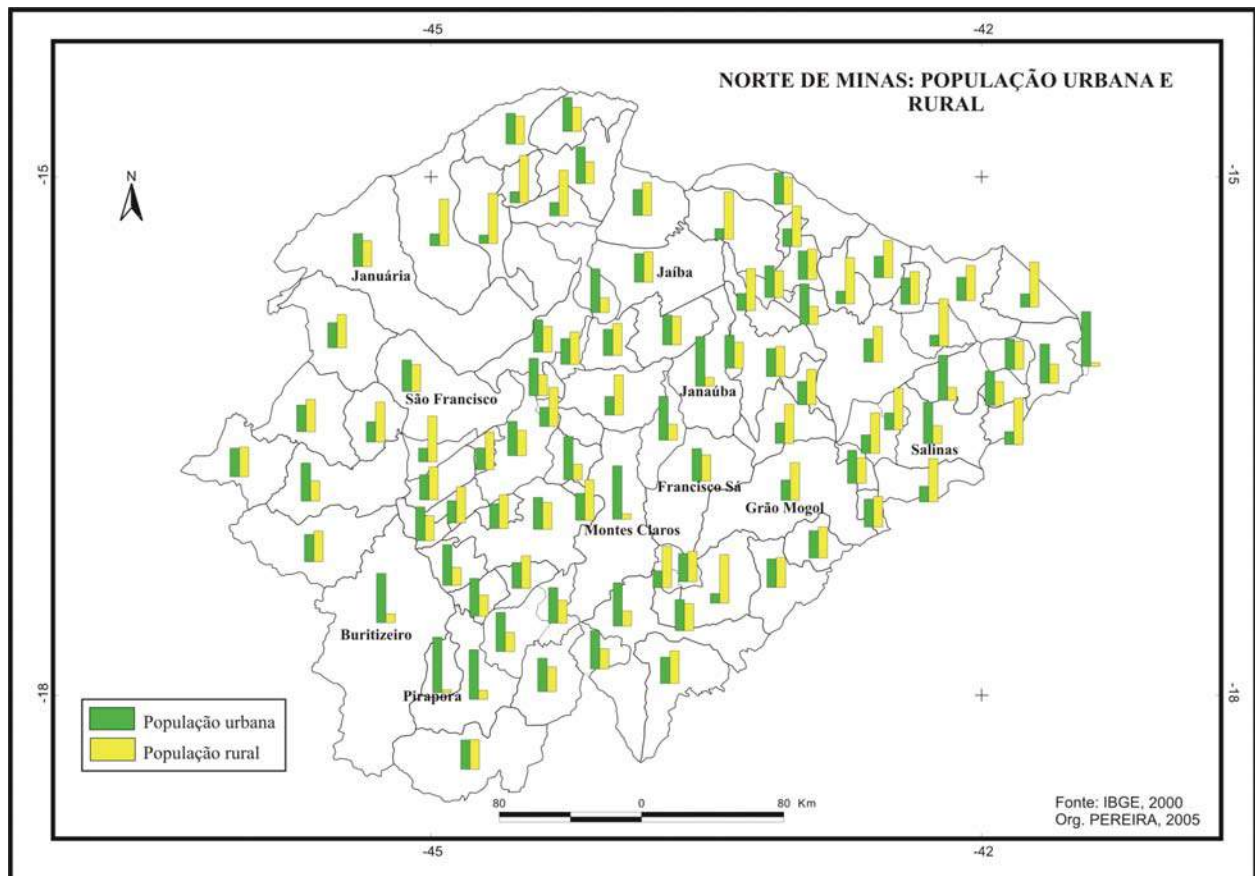 -45
-42
NORTE DE MINAS: POPULAÇÃO URBANA E
RURAL
-15
-15
N
Januária
Jaíba
São Francisco
Janaúba
Salinas
Francisco Sá
Grão Mogol
Montes Claros
Buritizeiro
Pirapora
-18
-18
População urbana
População rural
80
0
80 Km
Fonte: IBGE, 2000
Org. PEREIRA, 2005
-45
-42